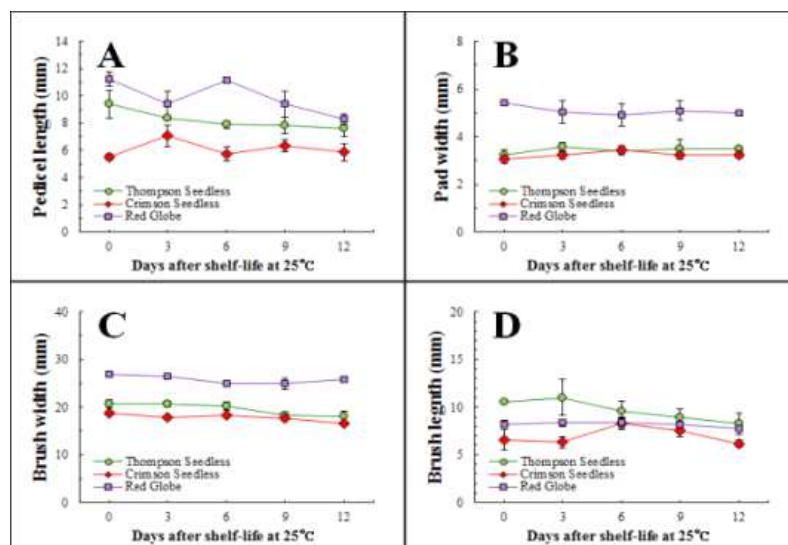 A
Pedicel length (mm)
14
12
10
8
6
4
2
0
Thompson Seedless
Crimson Seedless
Red Globe
0 3 6 9 12
Days after shelf-life at 25°C
B
Pad width (mm)
8
6
4
2
0
Thompson Seedless
Crimson Seedless
Red Globe
0 3 6 9 12
Days after shelf-life at 25°C
C
Brush width (mm)
40
30
20
10
0
Thompson Seedless
Crimson Seedless
Red Globe
0 3 6 9 12
Days after shelf-life at 25°C
D
Brush legnth (mm)
20
15
10
5
0
Thompson Seedless
Crimson Seedless
Red Globe
0 3 6 9 12
Days after shelf-life at 25°C